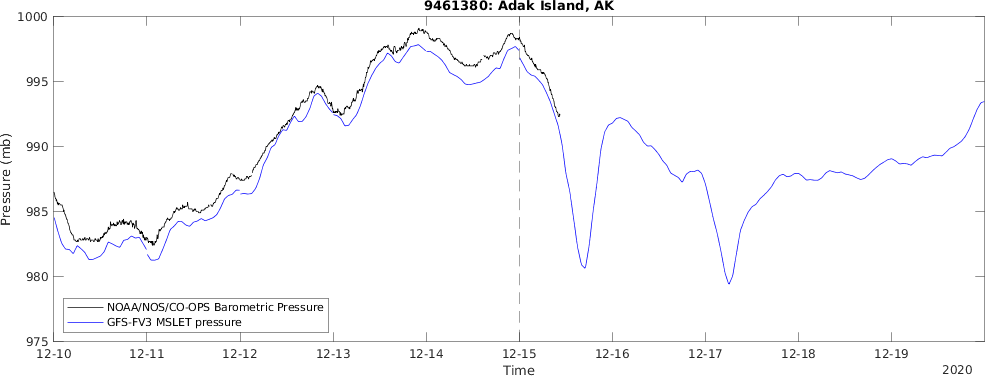 9461380: Adak Island, AK
Pressure (mb)
1000
995
990
985
980
975
NOAA/NOS/CO-OPS Barometric Pressure
GFS-FV3 MSLET pressure
12-10 12-11 12-12 12-13 12-14 12-15 12-16 12-17 12-18 12-19
Time
2020